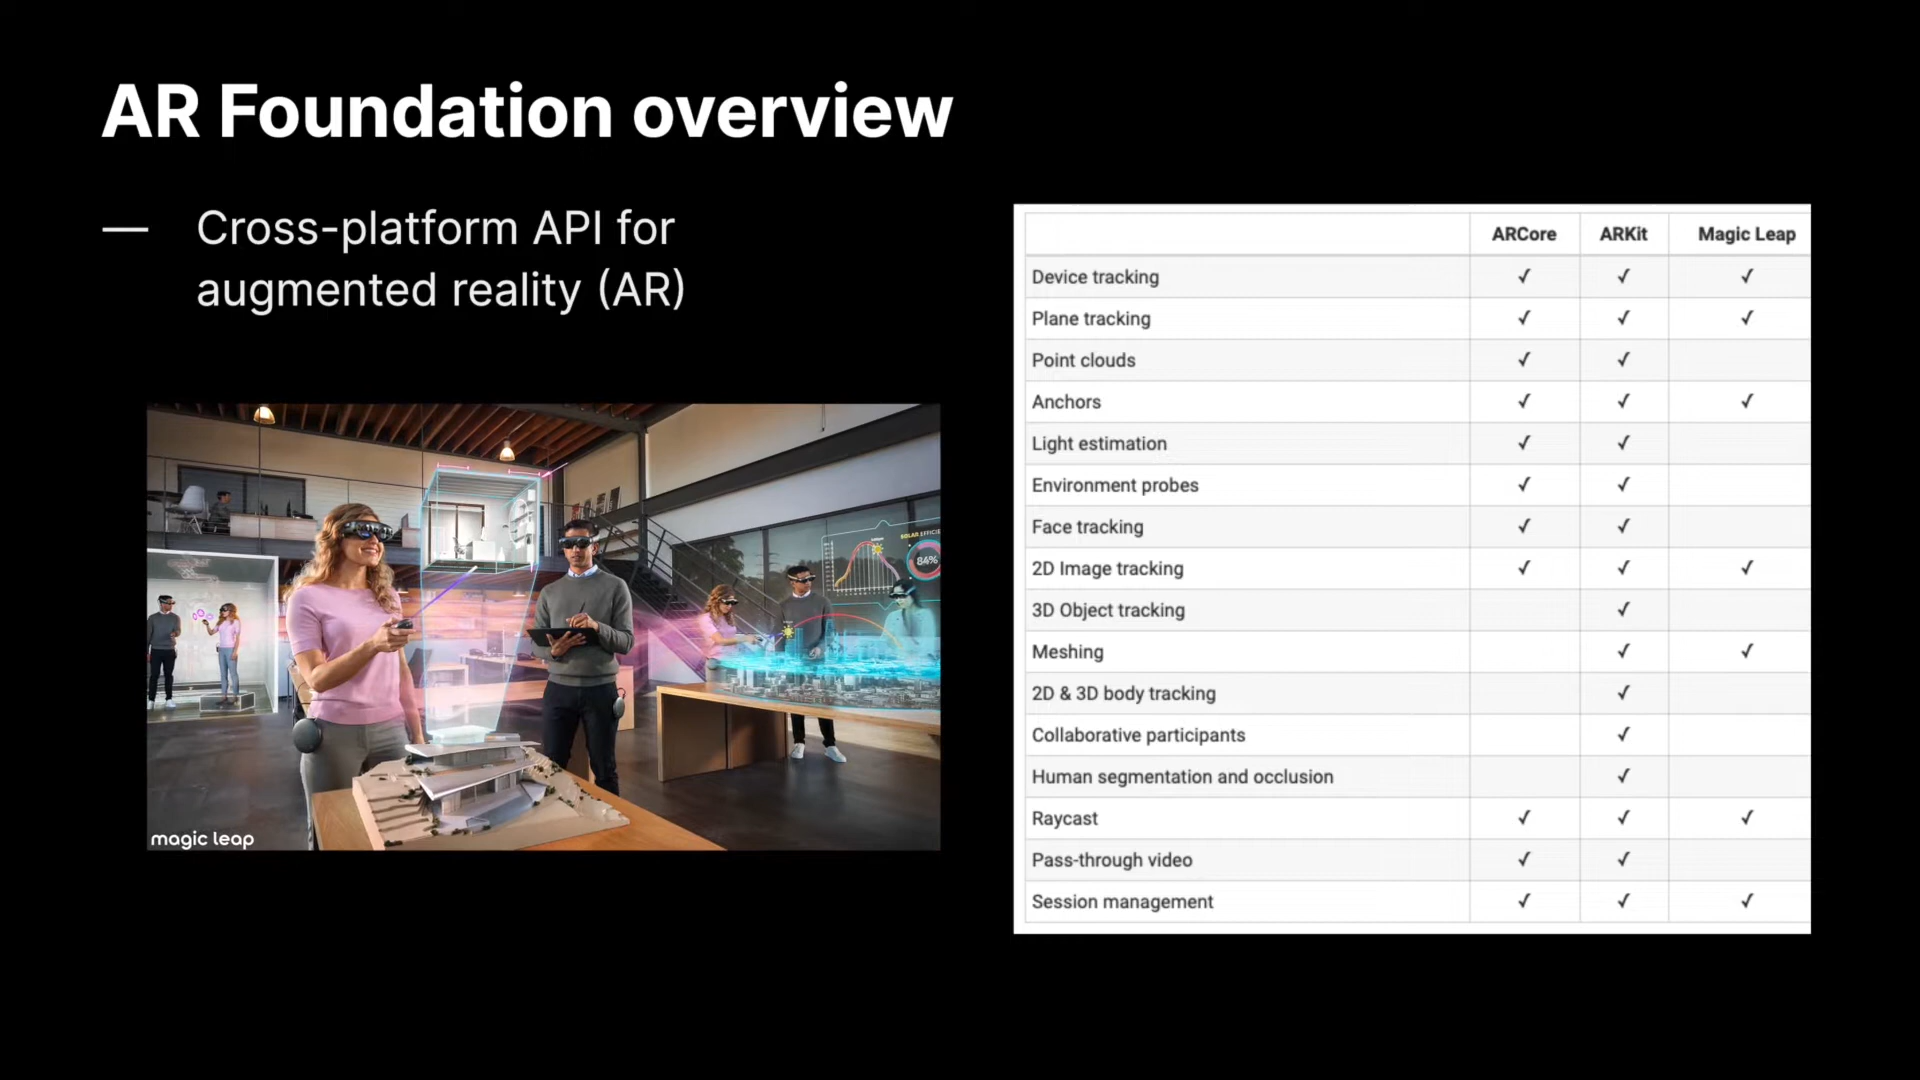 AR Foundation overview
— Cross-platform API for
augmented reality (AR)
84%
magic leap
ARCore ARKit Magic Leap
Device tracking ✓ ✓ ✓
Plane tracking ✓ ✓ ✓
Point clouds ✓ ✓
Anchors ✓ ✓ ✓
Light estimation ✓ ✓
Environment probes ✓ ✓
Face tracking ✓ ✓
2D Image tracking ✓ ✓ ✓
3D Object tracking ✓
Meshing ✓ ✓
2D & 3D body tracking ✓
Collaborative participants ✓
Human segmentation and occlusion ✓
Raycast ✓ ✓ ✓
Pass-through video ✓ ✓
Session management ✓ ✓ ✓